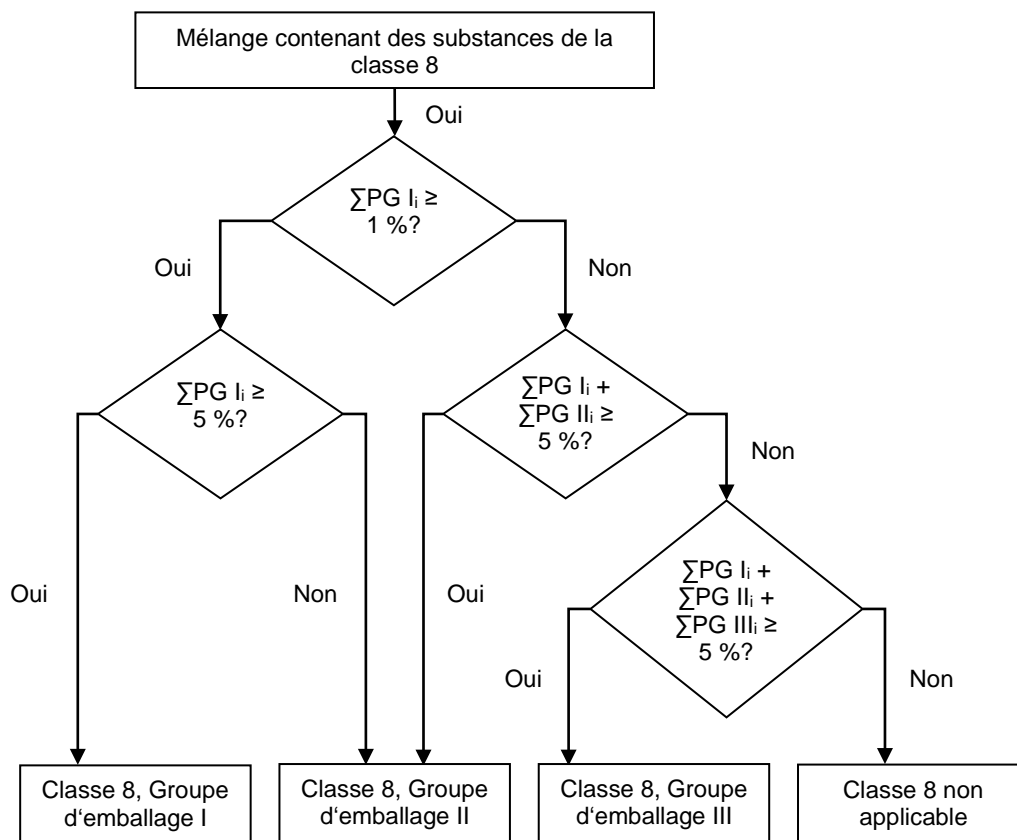 Mélange contenant des substances de la
classe 8
Oui
∑PG Iᵢ ≥
1 %?
Oui
Non
∑PG Iᵢ ≥
5 %?
∑PG Iᵢ +
∑PG IIᵢ ≥
5 %?
Non
Oui
Non
Oui
∑PG Iᵢ +
∑PG IIᵢ +
∑PG IIIᵢ ≥
5 %?
Oui
Non
Classe 8, Groupe
d‘emballage I
Classe 8, Groupe
d‘emballage II
Classe 8, Groupe
d‘emballage III
Classe 8 non
applicable